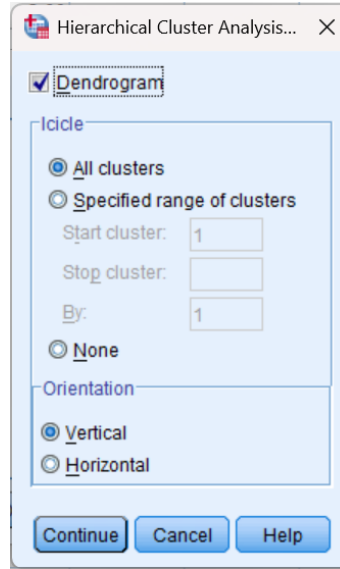 Hierarchical Cluster Analysis...
Dendrogram
Icicle
All clusters
Specified range of clusters
Start cluster: 1
Stop cluster:
By: 1
None
Orientation
Vertical
Horizontal
Continue Cancel Help